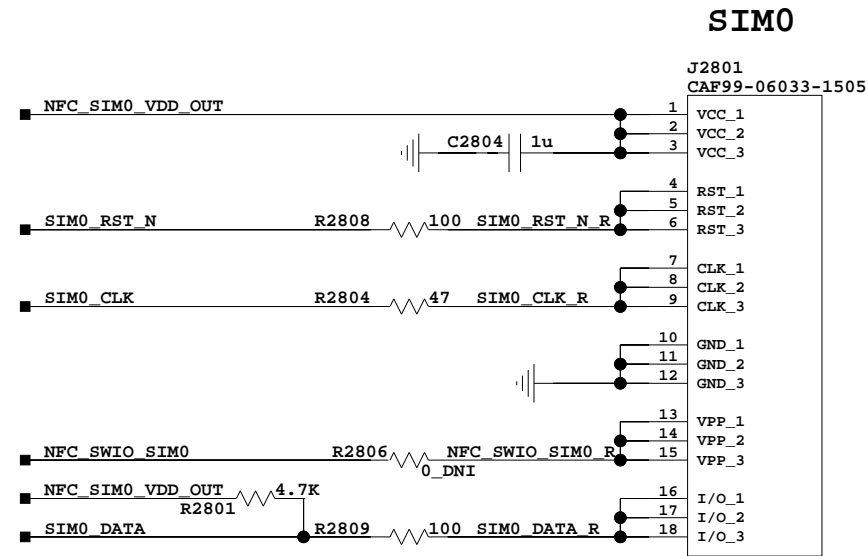 SIM0
J2801
CAF99-06033-1505
NFC_SIM0_VDD_OUT
1 VCC_1
2 VCC_2
C2804 1u
3 VCC_3
4 RST_1
5 RST_2
SIM0_RST_N R2808 100 SIM0_RST_N_R 6 RST_3
7 CLK_1
8 CLK_2
SIM0_CLK R2804 47 SIM0_CLK_R 9 CLK_3
10 GND_1
11 GND_2
12 GND_3
13 VPP_1
14 VPP_2
NFC_SWIO_SIM0 R2806 0_DNI NFC_SWIO_SIM0_R 15 VPP_3
NFC_SIM0_VDD_OUT R2801 4.7K 16 I/O_1
17 I/O_2
SIM0_DATA R2809 100 SIM0_DATA_R 18 I/O_3